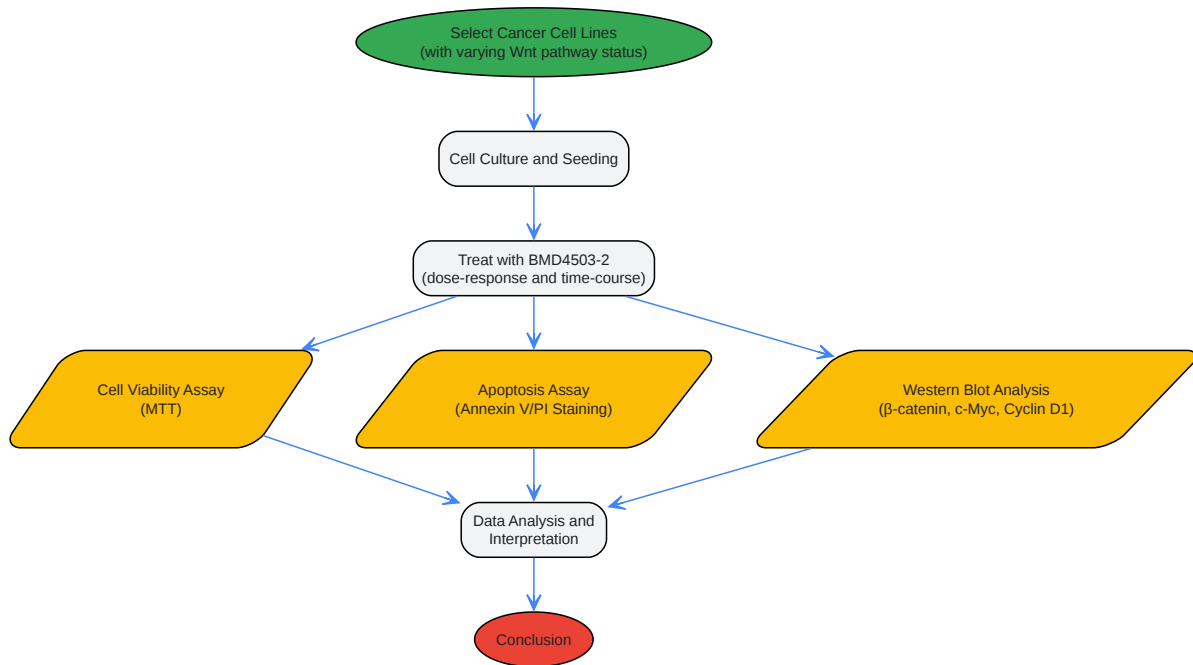 Select Cancer Cell Lines
(with varying Wnt pathway status)
Cell Culture and Seeding
Treat with BMD4503-2
(dose-response and time-course)
Cell Viability Assay
(MTT)
Apoptosis Assay
(Annexin V/PI Staining)
Western Blot Analysis
(β-catenin, c-Myc, Cyclin D1)
Data Analysis and
Interpretation
Conclusion